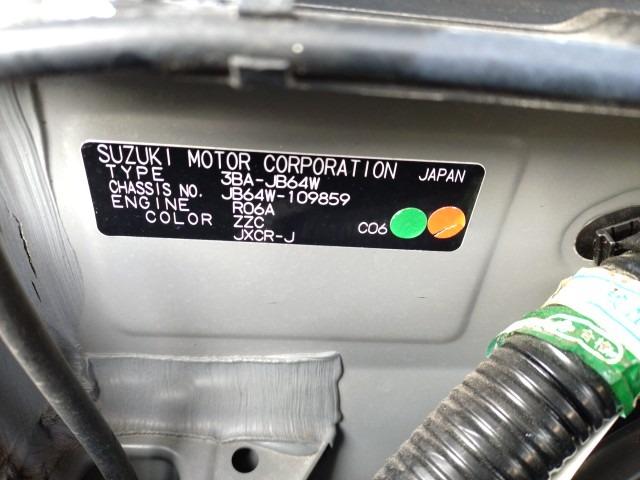 SUZUKI MOTOR CORPORATION JAPAN
TYPE 3BA-JB64W
CHASSIS NO. JB64W-109859
ENGINE R06A
COLOR ZZC
JXCR-J C06